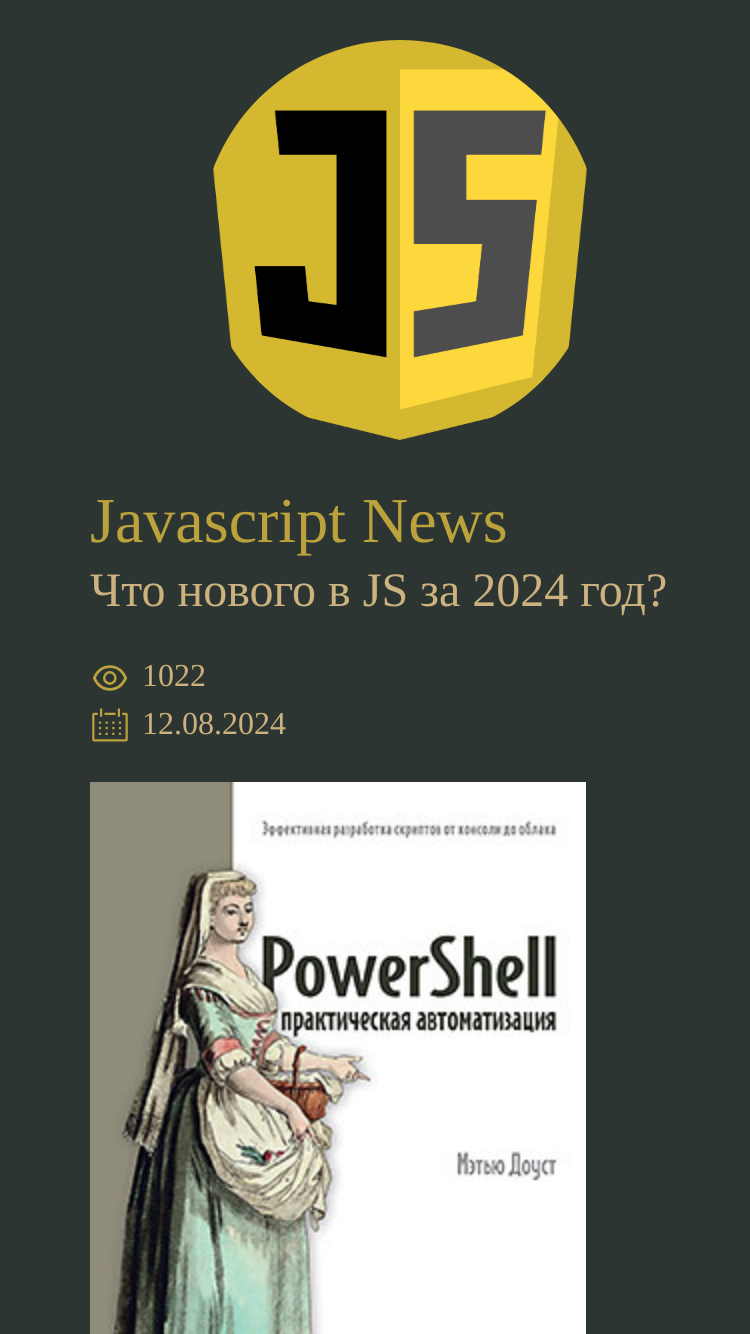 JS
Javascript News
Что нового в JS за 2024 год?
1022
12.08.2024
Эффективная разработка скриптов от консоли до облака
PowerShell
практическая автоматизация
Мэтью Доуст